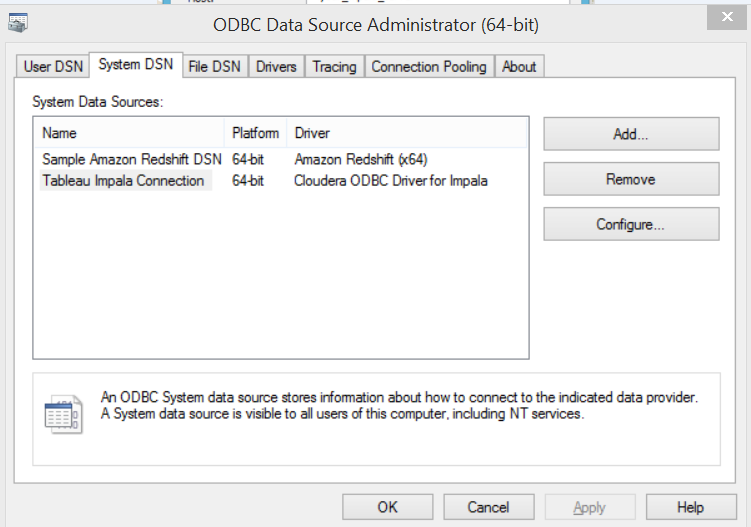 ODBC Data Source Administrator (64-bit)
User DSN System DSN File DSN Drivers Tracing Connection Pooling About
System Data Sources:
Name Platform Driver
Sample Amazon Redshift DSN 64-bit Amazon Redshift (x64)
Tableau Impala Connection 64-bit Cloudera ODBC Driver for Impala
Add...
Remove
Configure...
An ODBC System data source stores information about how to connect to the indicated data provider.
A System data source is visible to all users of this computer, including NT services.
OK Cancel Apply Help